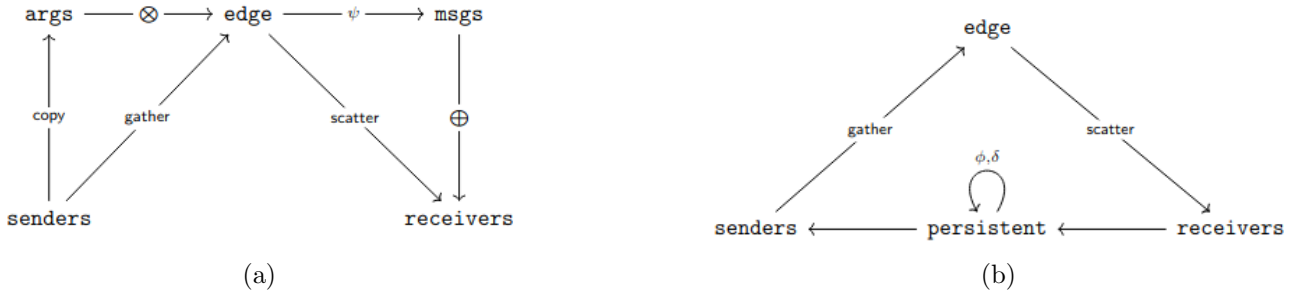 args ⊗ edge ψ msgs
copy gather scatter ⊕
senders receivers
(a)
edge
gather scatter
ϕ,δ
senders persistent receivers
(b)